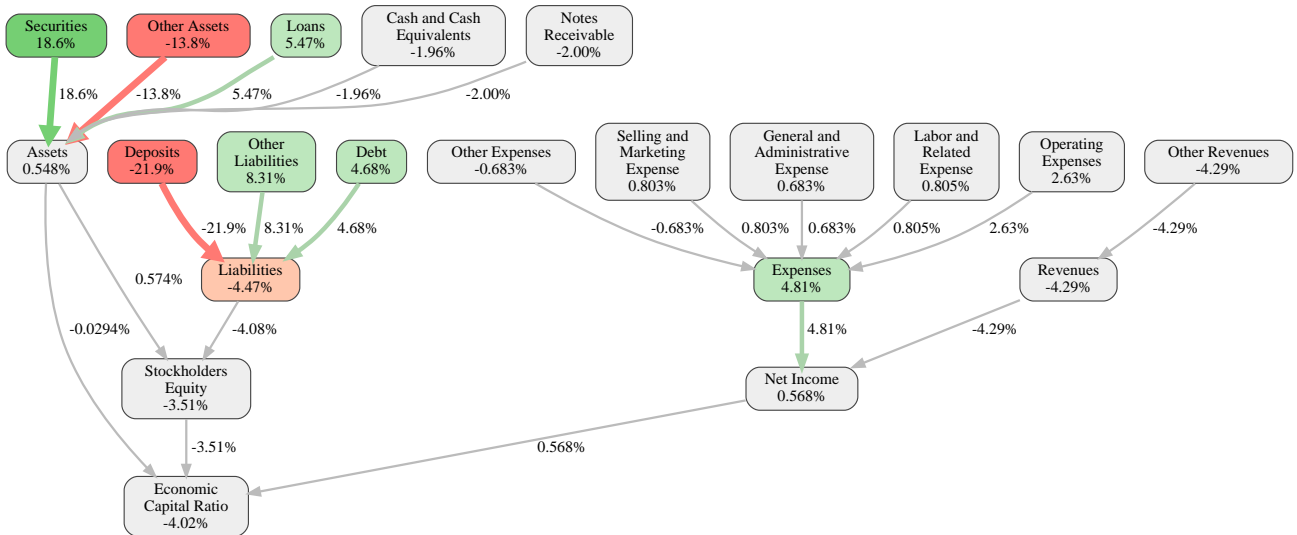 Securities
18.6%
Other Assets
-13.8%
Loans
5.47%
Cash and Cash
Equivalents
-1.96%
Notes
Receivable
-2.00%
18.6%
-13.8%
5.47%
-1.96%
-2.00%
Assets
0.548%
Deposits
-21.9%
Other
Liabilities
8.31%
Debt
4.68%
Other Expenses
-0.683%
Selling and
Marketing
Expense
0.803%
General and
Administrative
Expense
0.683%
Labor and
Related
Expense
0.805%
Operating
Expenses
2.63%
Other Revenues
-4.29%
-21.9%
8.31%
4.68%
-0.683%
0.803%
0.683%
0.805%
2.63%
-4.29%
0.574%
Liabilities
-4.47%
Expenses
4.81%
Revenues
-4.29%
-0.0294%
-4.08%
4.81%
-4.29%
Stockholders
Equity
-3.51%
Net Income
0.568%
-3.51%
0.568%
Economic
Capital Ratio
-4.02%